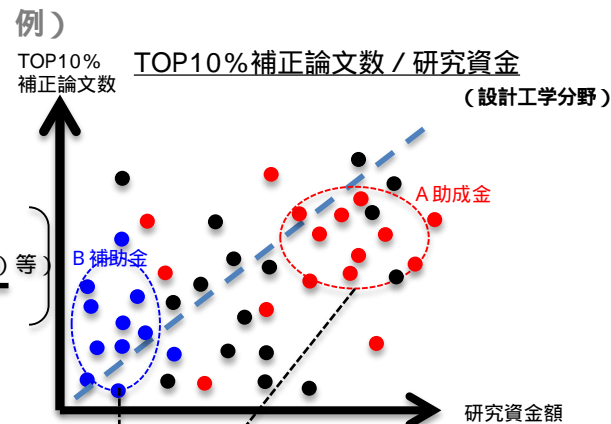 例）
TOP10％
補正論文数
TOP10％補正論文数 / 研究資金
（設計工学分野）
A 助成金
B 補助金
）等
研究資金額